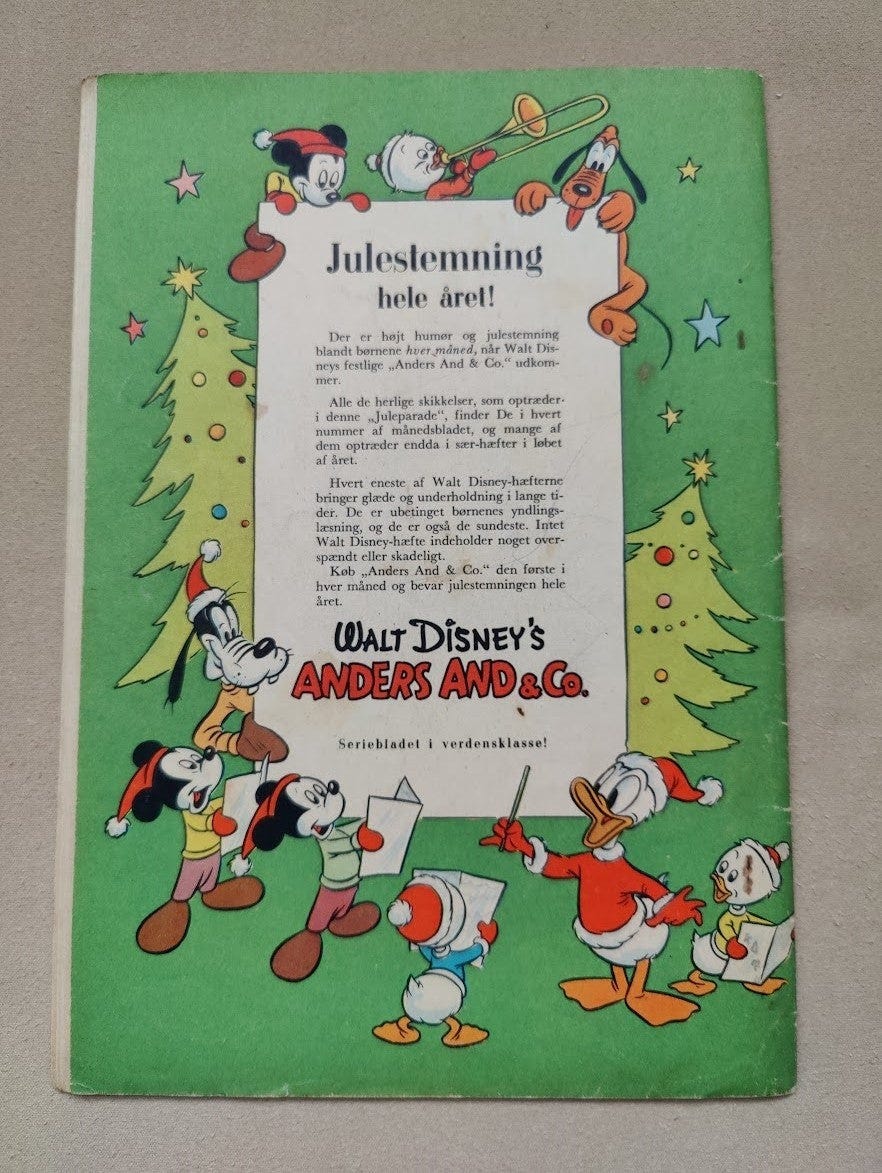 Julestemning
hele året!
Der er højt humør og julestemning
blandt børnene hver måned, når Walt Dis-
neys festlige „Anders And & Co.“ udkom-
mer.
Alle de herlige skikkelser, som optræder
i denne „Juleparade“, finder De i hvert
nummer af månedsbladet, og mange af
dem optræder endda i sær-hæfter i løbet
af året.
Hvert eneste af Walt Disney-hæfterne
bringer glæde og underholdning i lange ti-
der. De er ubetinget børnenes yndlings-
læsning, og de er også de sundeste. Intet
Walt Disney-hæfte indeholder noget over-
spændt eller skadeligt.
Køb „Anders And & Co.“ den første i
hver måned og bevar julestemningen hele
året.
WALT DISNEY'S
ANDERS AND & Co.
Seriebladet i verdensklasse!